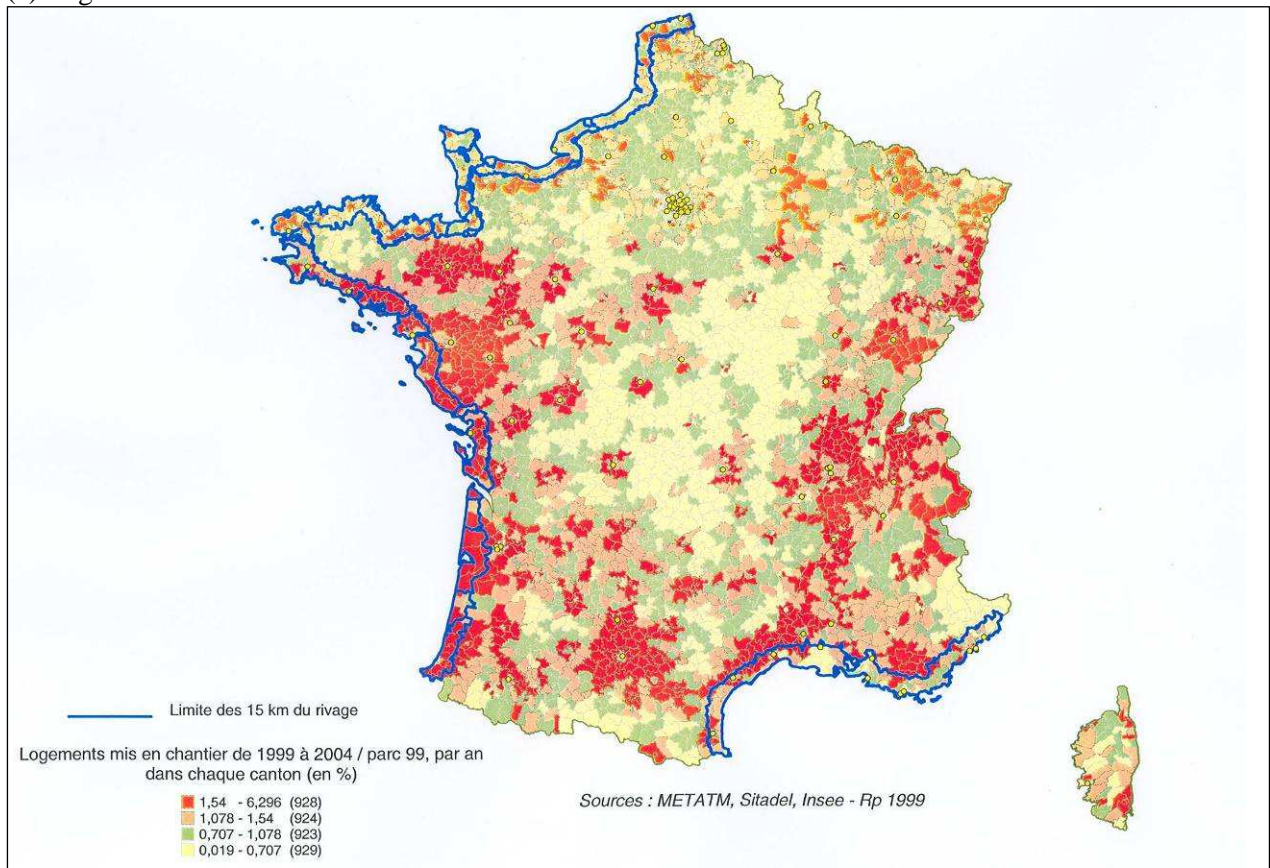 Limite des 15 km du rivage
Logements mis en chantier de 1999 à 2004 / parc 99, par an
dans chaque canton (en %)
1,54 - 6,296 (928)
1,078 - 1,54 (924)
0,707 - 1,078 (923)
0,019 - 0,707 (929)
Sources : METATM, Sitadel, Insee - Rp 1999